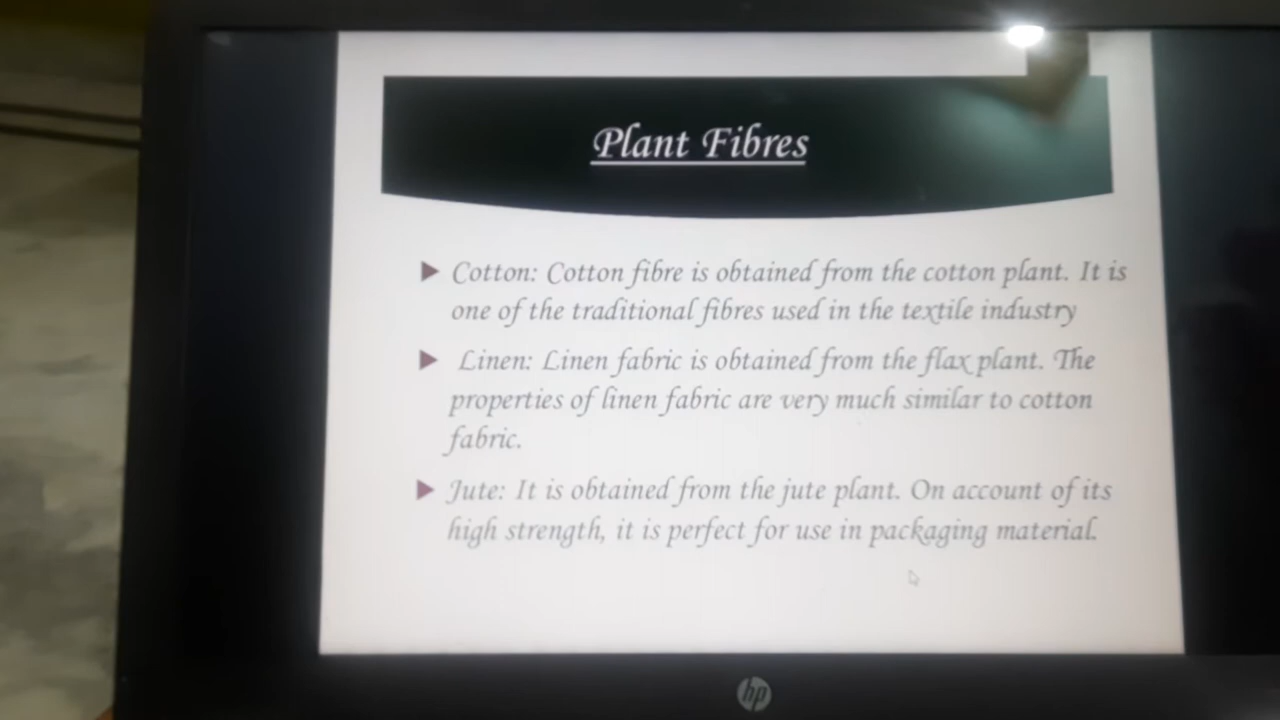 Plant Fibres
Cotton: Cotton fibre is obtained from the cotton plant. It is
one of the traditional fibres used in the textile industry
Linen: Linen fabric is obtained from the flax plant. The
properties of linen fabric are very much similar to cotton
fabric.
Jute: It is obtained from the jute plant. On account of its
high strength, it is perfect for use in packaging material.
hp